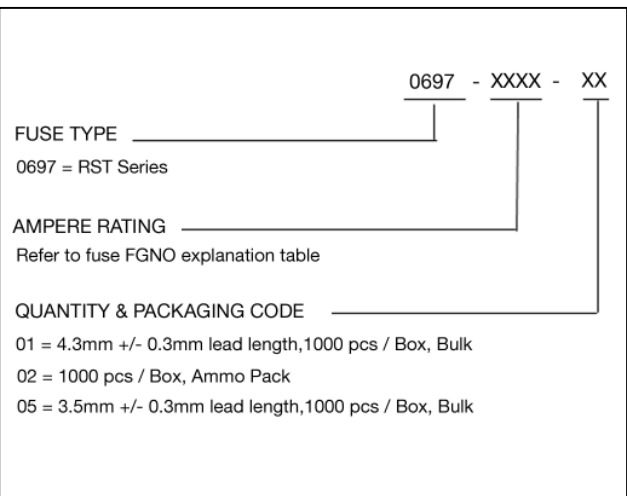 0697 - XXXX - XX
FUSE TYPE
0697 = RST Series
AMPERE RATING
Refer to fuse FGNO explanation table
QUANTITY & PACKAGING CODE
01 = 4.3mm +/- 0.3mm lead length,1000 pcs / Box, Bulk
02 = 1000 pcs / Box, Ammo Pack
05 = 3.5mm +/- 0.3mm lead length,1000 pcs / Box, Bulk